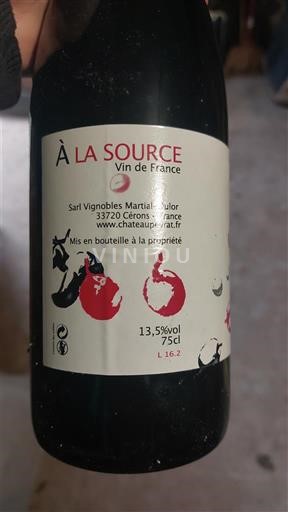 À LA SOURCE
Vin de France
Sarl Vignobles Martial Dulor
33720 Cérons - France
www.chateaupeyrat.fr
Mis en bouteille à la propriété
VINIOU
13,5%vol
75cl
L 16.2